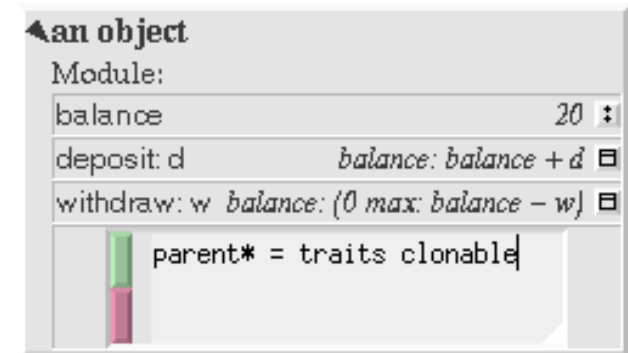 an object
Module:
balance 20
deposit: d balance: balance + d
withdraw: w balance: (0 max: balance – w)
parent* = traits clonable